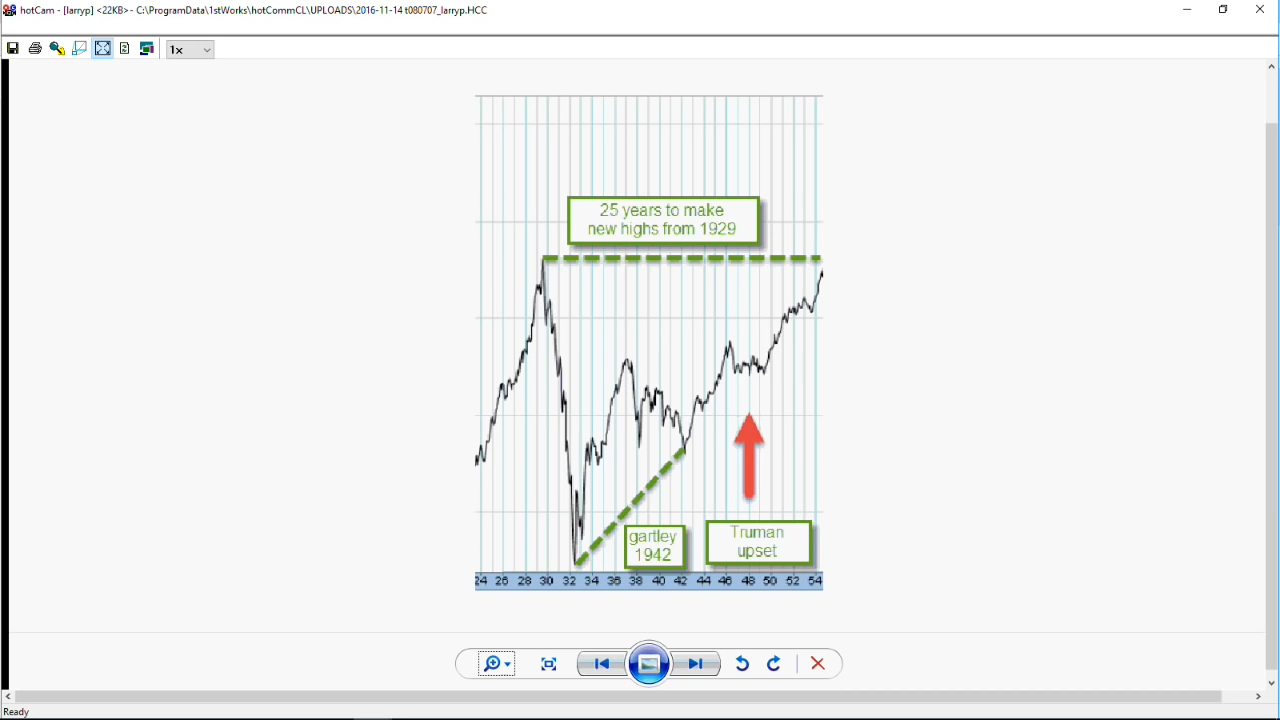 hotCam - [larryp] <22KB> - C:\ProgramData\1stWorks\hotCommCL\UPLOADS\2016-11-14 t080707_larryp.HCC
1x
25 years to make
new highs from 1929
gartley
1942
Truman
upset
24 26 28 30 32 34 36 38 40 42 44 46 48 50 52 54
Ready